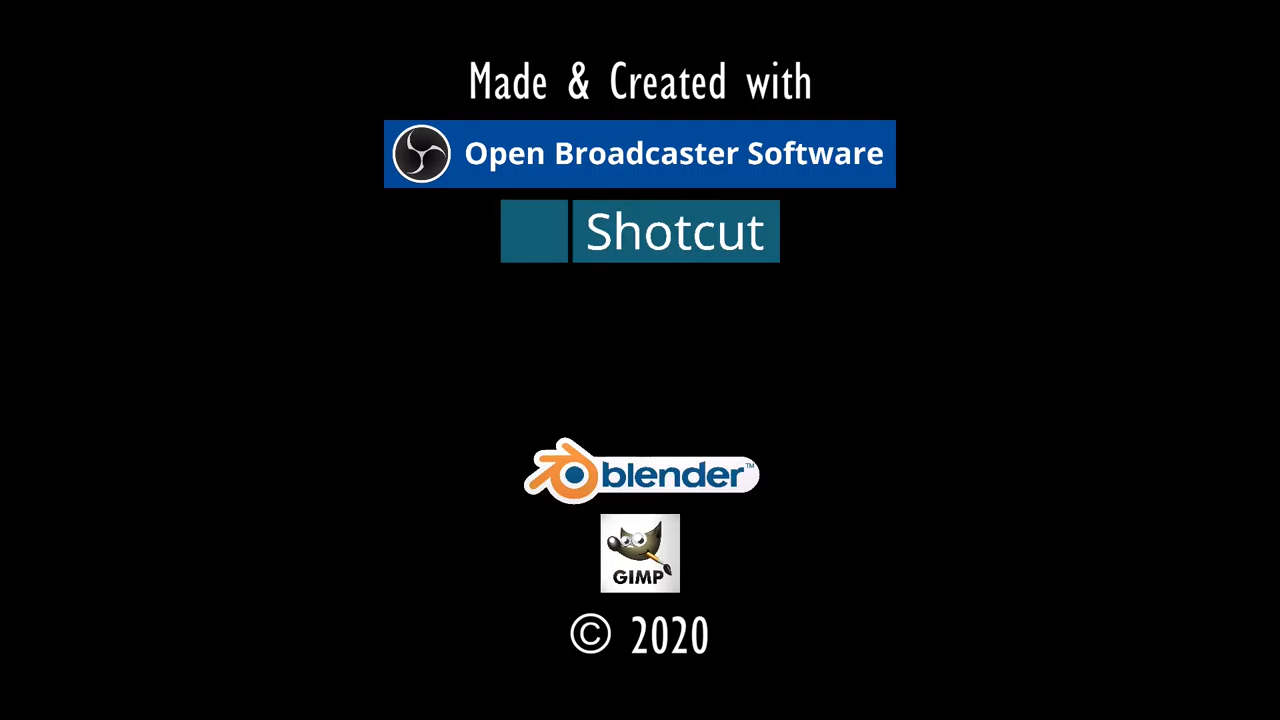 Made & Created with
Open Broadcaster Software
Shotcut
blender™
GIMP
© 2020